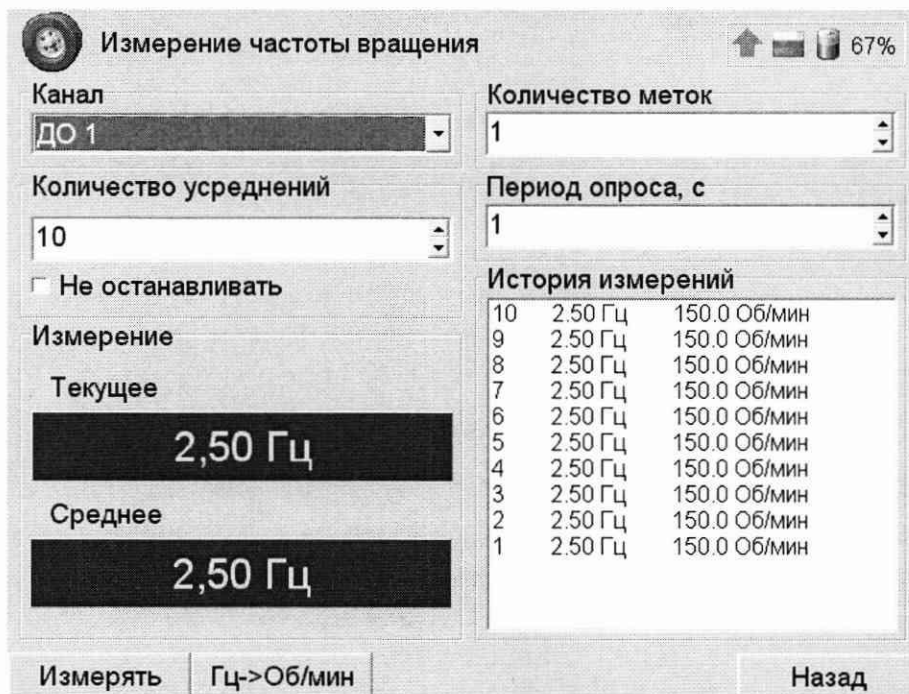 Измерение частоты вращения
67%
Канал
ДО 1
Количество меток
1
Количество усреднений
10
Период опроса, с
1
Не останавливать
История измерений
10 2.50 Гц 150.0 Об/мин
9 2.50 Гц 150.0 Об/мин
8 2.50 Гц 150.0 Об/мин
7 2.50 Гц 150.0 Об/мин
6 2.50 Гц 150.0 Об/мин
5 2.50 Гц 150.0 Об/мин
4 2.50 Гц 150.0 Об/мин
3 2.50 Гц 150.0 Об/мин
2 2.50 Гц 150.0 Об/мин
1 2.50 Гц 150.0 Об/мин
Измерение
Текущее
2,50 Гц
Среднее
2,50 Гц
Измерять
Гц->Об/мин
Назад